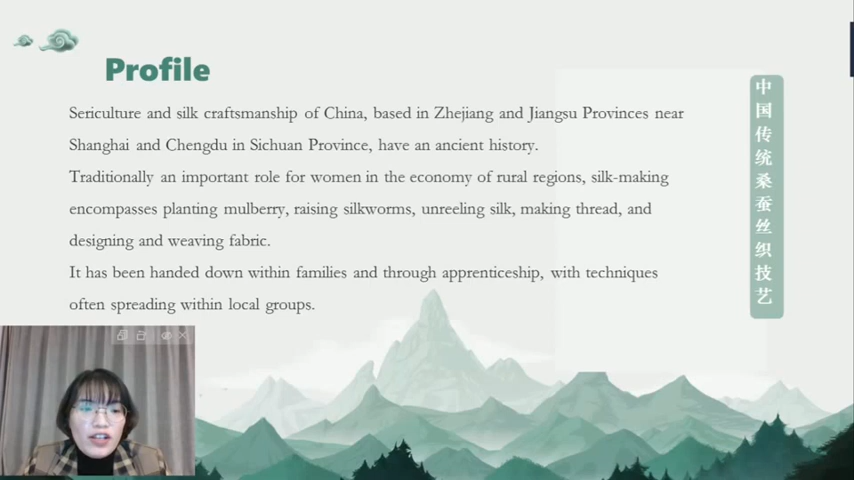 Profile
Sericulture and silk craftsmanship of China, based in Zhejiang and Jiangsu Provinces near
Shanghai and Chengdu in Sichuan Province, have an ancient history.
Traditionally an important role for women in the economy of rural regions, silk-making
encompasses planting mulberry, raising silkworms, unreeling silk, making thread, and
designing and weaving fabric.
It has been handed down within families and through apprenticeship, with techniques
often spreading within local groups.
中国传统桑蚕丝织技艺